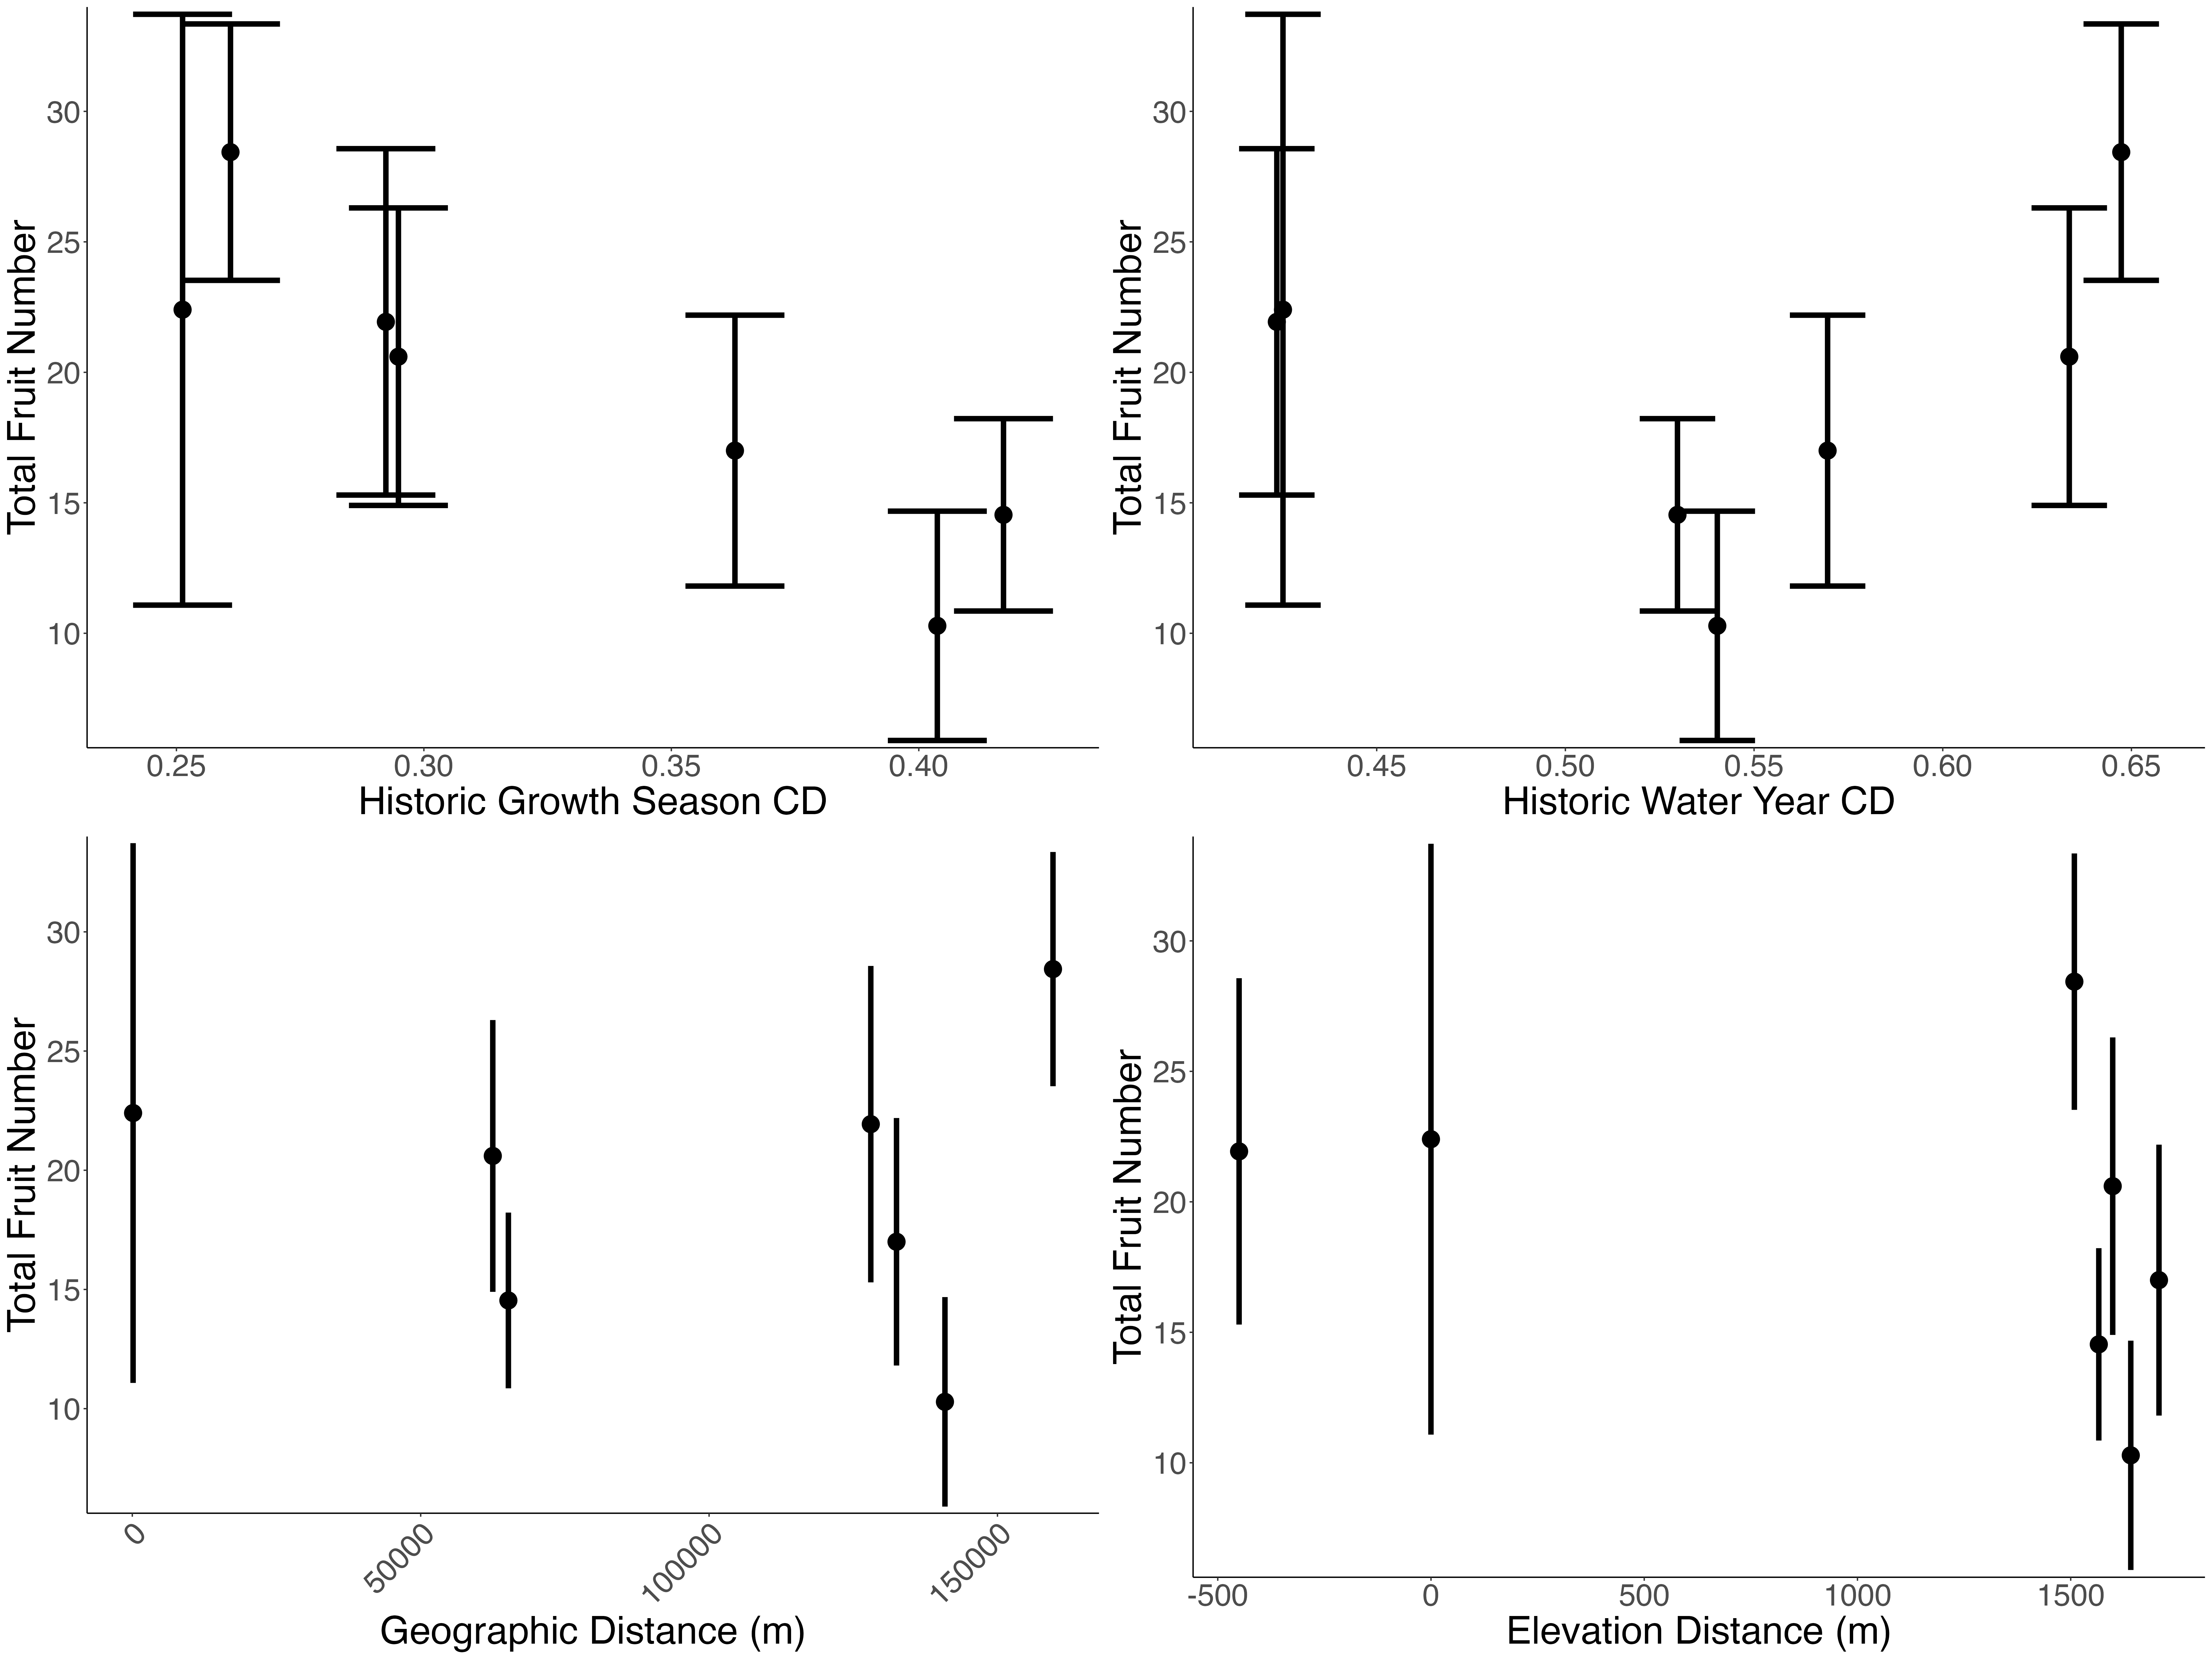 Total Fruit Number
30
25
20
15
10
0.25 0.30 0.35 0.40
Historic Growth Season CD
Total Fruit Number
30
25
20
15
10
0.45 0.50 0.55 0.60 0.65
Historic Water Year CD
Total Fruit Number
30
25
20
15
10
0 50000 100000 150000
Geographic Distance (m)
Total Fruit Number
30
25
20
15
10
-500 0 500 1000 1500
Elevation Distance (m)